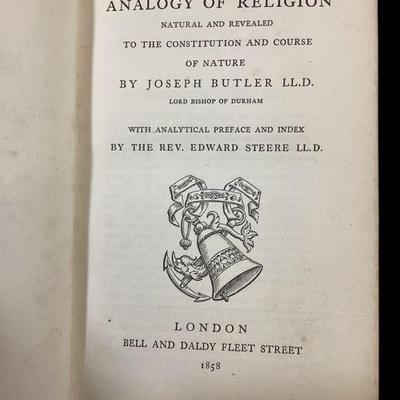 ANALOGY OF RELIGION
NATURAL AND REVEALED
TO THE CONSTITUTION AND COURSE
OF NATURE
BY JOSEPH BUTLER LL.D.
LORD BISHOP OF DURHAM
WITH ANALYTICAL PREFACE AND INDEX
BY THE REV. EDWARD STEERE LL.D.
LONDON
BELL AND DALDY FLEET STREET
1858